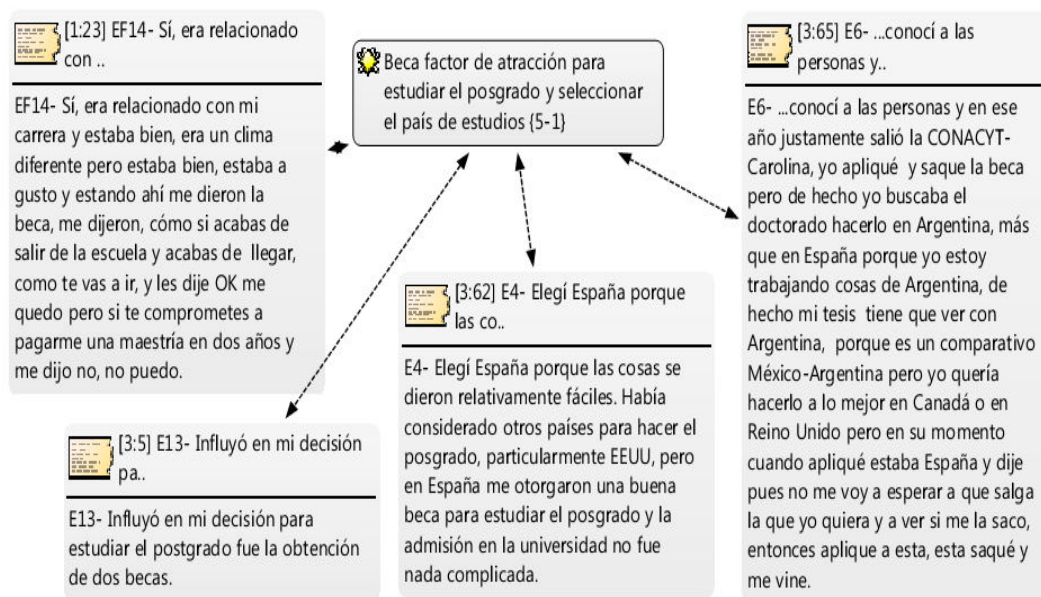 [1:23] EF14- Sí, era relacionado
con ..
EF14- Sí, era relacionado con mi
carrera y estaba bien, era un clima
diferente pero estaba bien, estaba a
gusto y estando ahí me dieron la
beca, me dijeron, cómo si acabas de
salir de la escuela y acabas de llegar,
como te vas a ir, y les dije OK me
quedo pero si te comprometes a
pagarme una maestría en dos años y
me dijo no, no puedo.
Beca factor de atracción para
estudiar el posgrado y seleccionar
el país de estudios {5-1}
[3:65] E6- ...conocí a las
personas y..
E6- ...conocí a las personas y en ese
año justamente salió la CONACYT-
Carolina, yo apliqué y saque la beca
pero de hecho yo buscaba el
doctorado hacerlo en Argentina, más
que en España porque yo estoy
trabajando cosas de Argentina, de
hecho mi tesis tiene que ver con
Argentina, porque es un comparativo
México-Argentina pero yo quería
hacerlo a lo mejor en Canadá o en
Reino Unido pero en su momento
cuando apliqué estaba España y dije
pues no me voy a esperar a que salga
la que yo quiera y a ver si me la saco,
entonces aplique a esta, esta saqué y
me vine.
[3:62] E4- Elegí España porque
las co..
E4- Elegí España porque las cosas se
dieron relativamente fáciles. Había
considerado otros países para hacer el
posgrado, particularmente EEUU, pero
en España me otorgaron una buena
beca para estudiar el posgrado y la
admisión en la universidad no fue
nada complicada.
[3:5] E13- Influyó en mi decisión
pa..
E13- Influyó en mi decisión para
estudiar el postgrado fue la obtención
de dos becas.